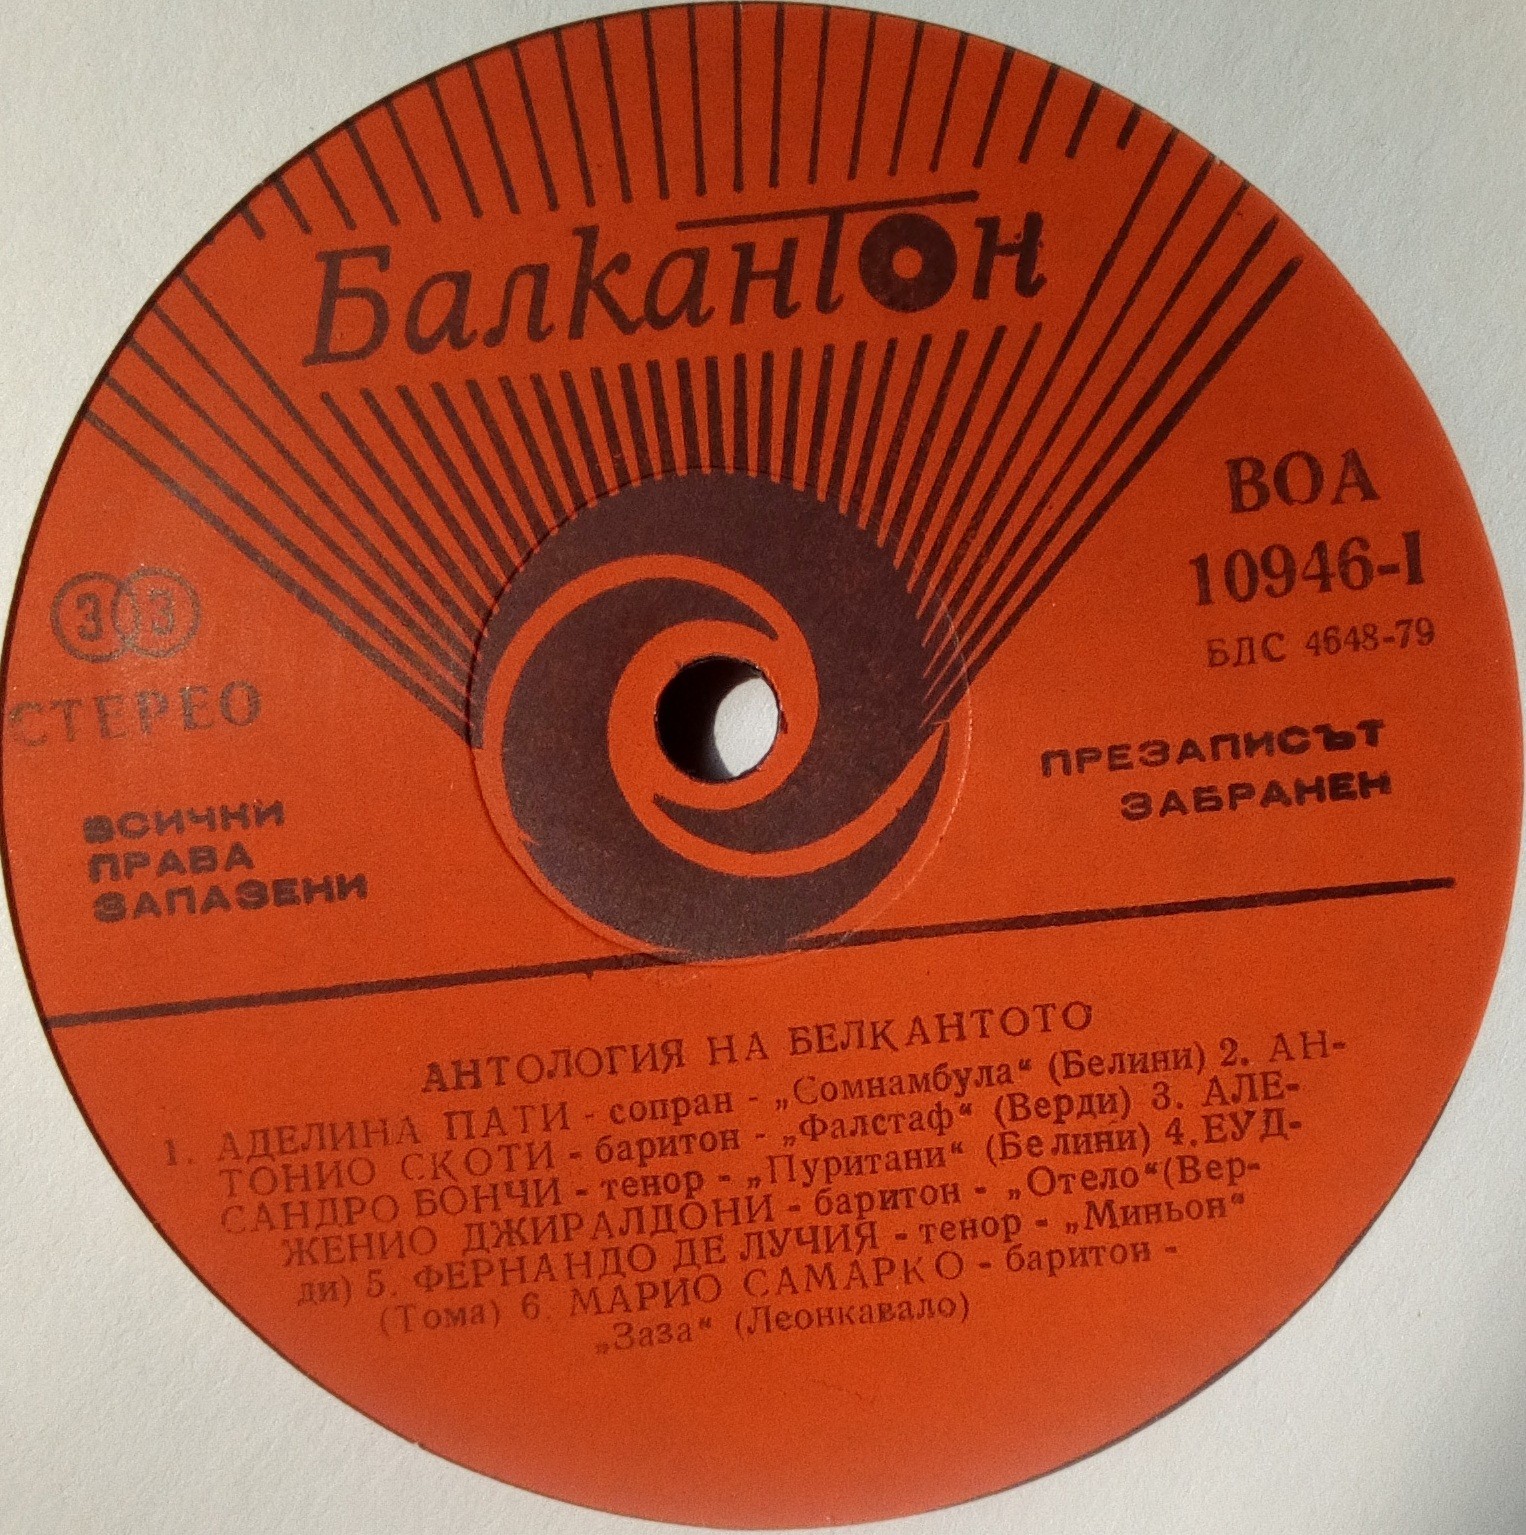 Балкантон
ВОА
10946-I
БДС 4648-79
33
СТЕРЕО
ПРЕЗАПИСЪТ
ЗАБРАНЕН
ВСИЧКИ
ПРАВА
ЗАПАЗЕНИ
АНТОЛОГИЯ НА БЕЛКАНТОТО
1. АДЕЛИНА ПАТИ - сопран - „Сомнамбула“ (Белини) 2. АН-
ТОНИО СКОТИ - баритон - „Фалстаф“ (Верди) 3. АЛЕ-
САНДРО БОНЧИ - тенор - „Пуритани“ (Белини) 4. ЕУД-
ЖЕНИО ДЖИРАЛДОНИ - баритон - „Отело“ (Вер-
ди) 5. ФЕРНАНДО ДЕ ЛУЧИЯ - тенор - „Миньон“
(Тома) 6. МАРИО САМАРКО - баритон -
„Заза“ (Леонкавало)